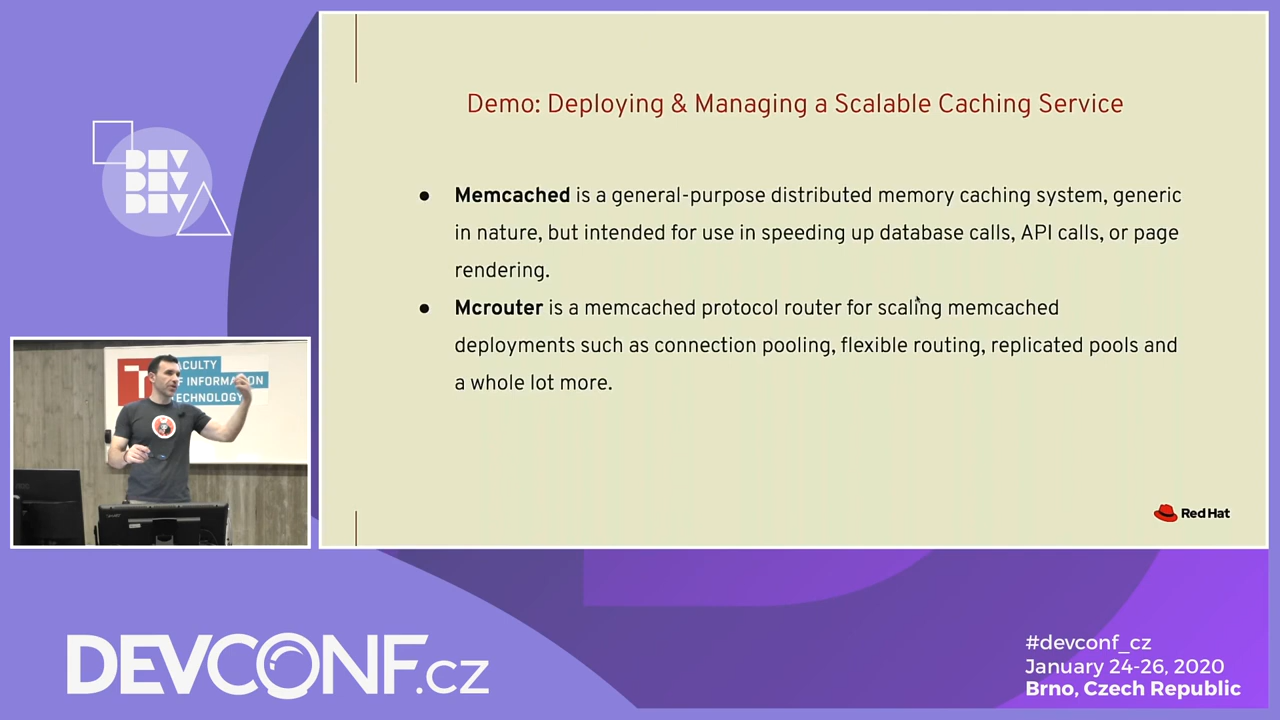 DEV
DEV
DEV
Demo: Deploying & Managing a Scalable Caching Service
● Memcached is a general-purpose distributed memory caching system, generic
in nature, but intended for use in speeding up database calls, API calls, or page
rendering.
● Mcrouter is a memcached protocol router for scaling memcached
deployments such as connection pooling, flexible routing, replicated pools and
a whole lot more.
Red Hat
FACULTY
OF INFORMATION
TECHNOLOGY
DEVCONF.cz
#devconf_cz
January 24-26, 2020
Brno, Czech Republic